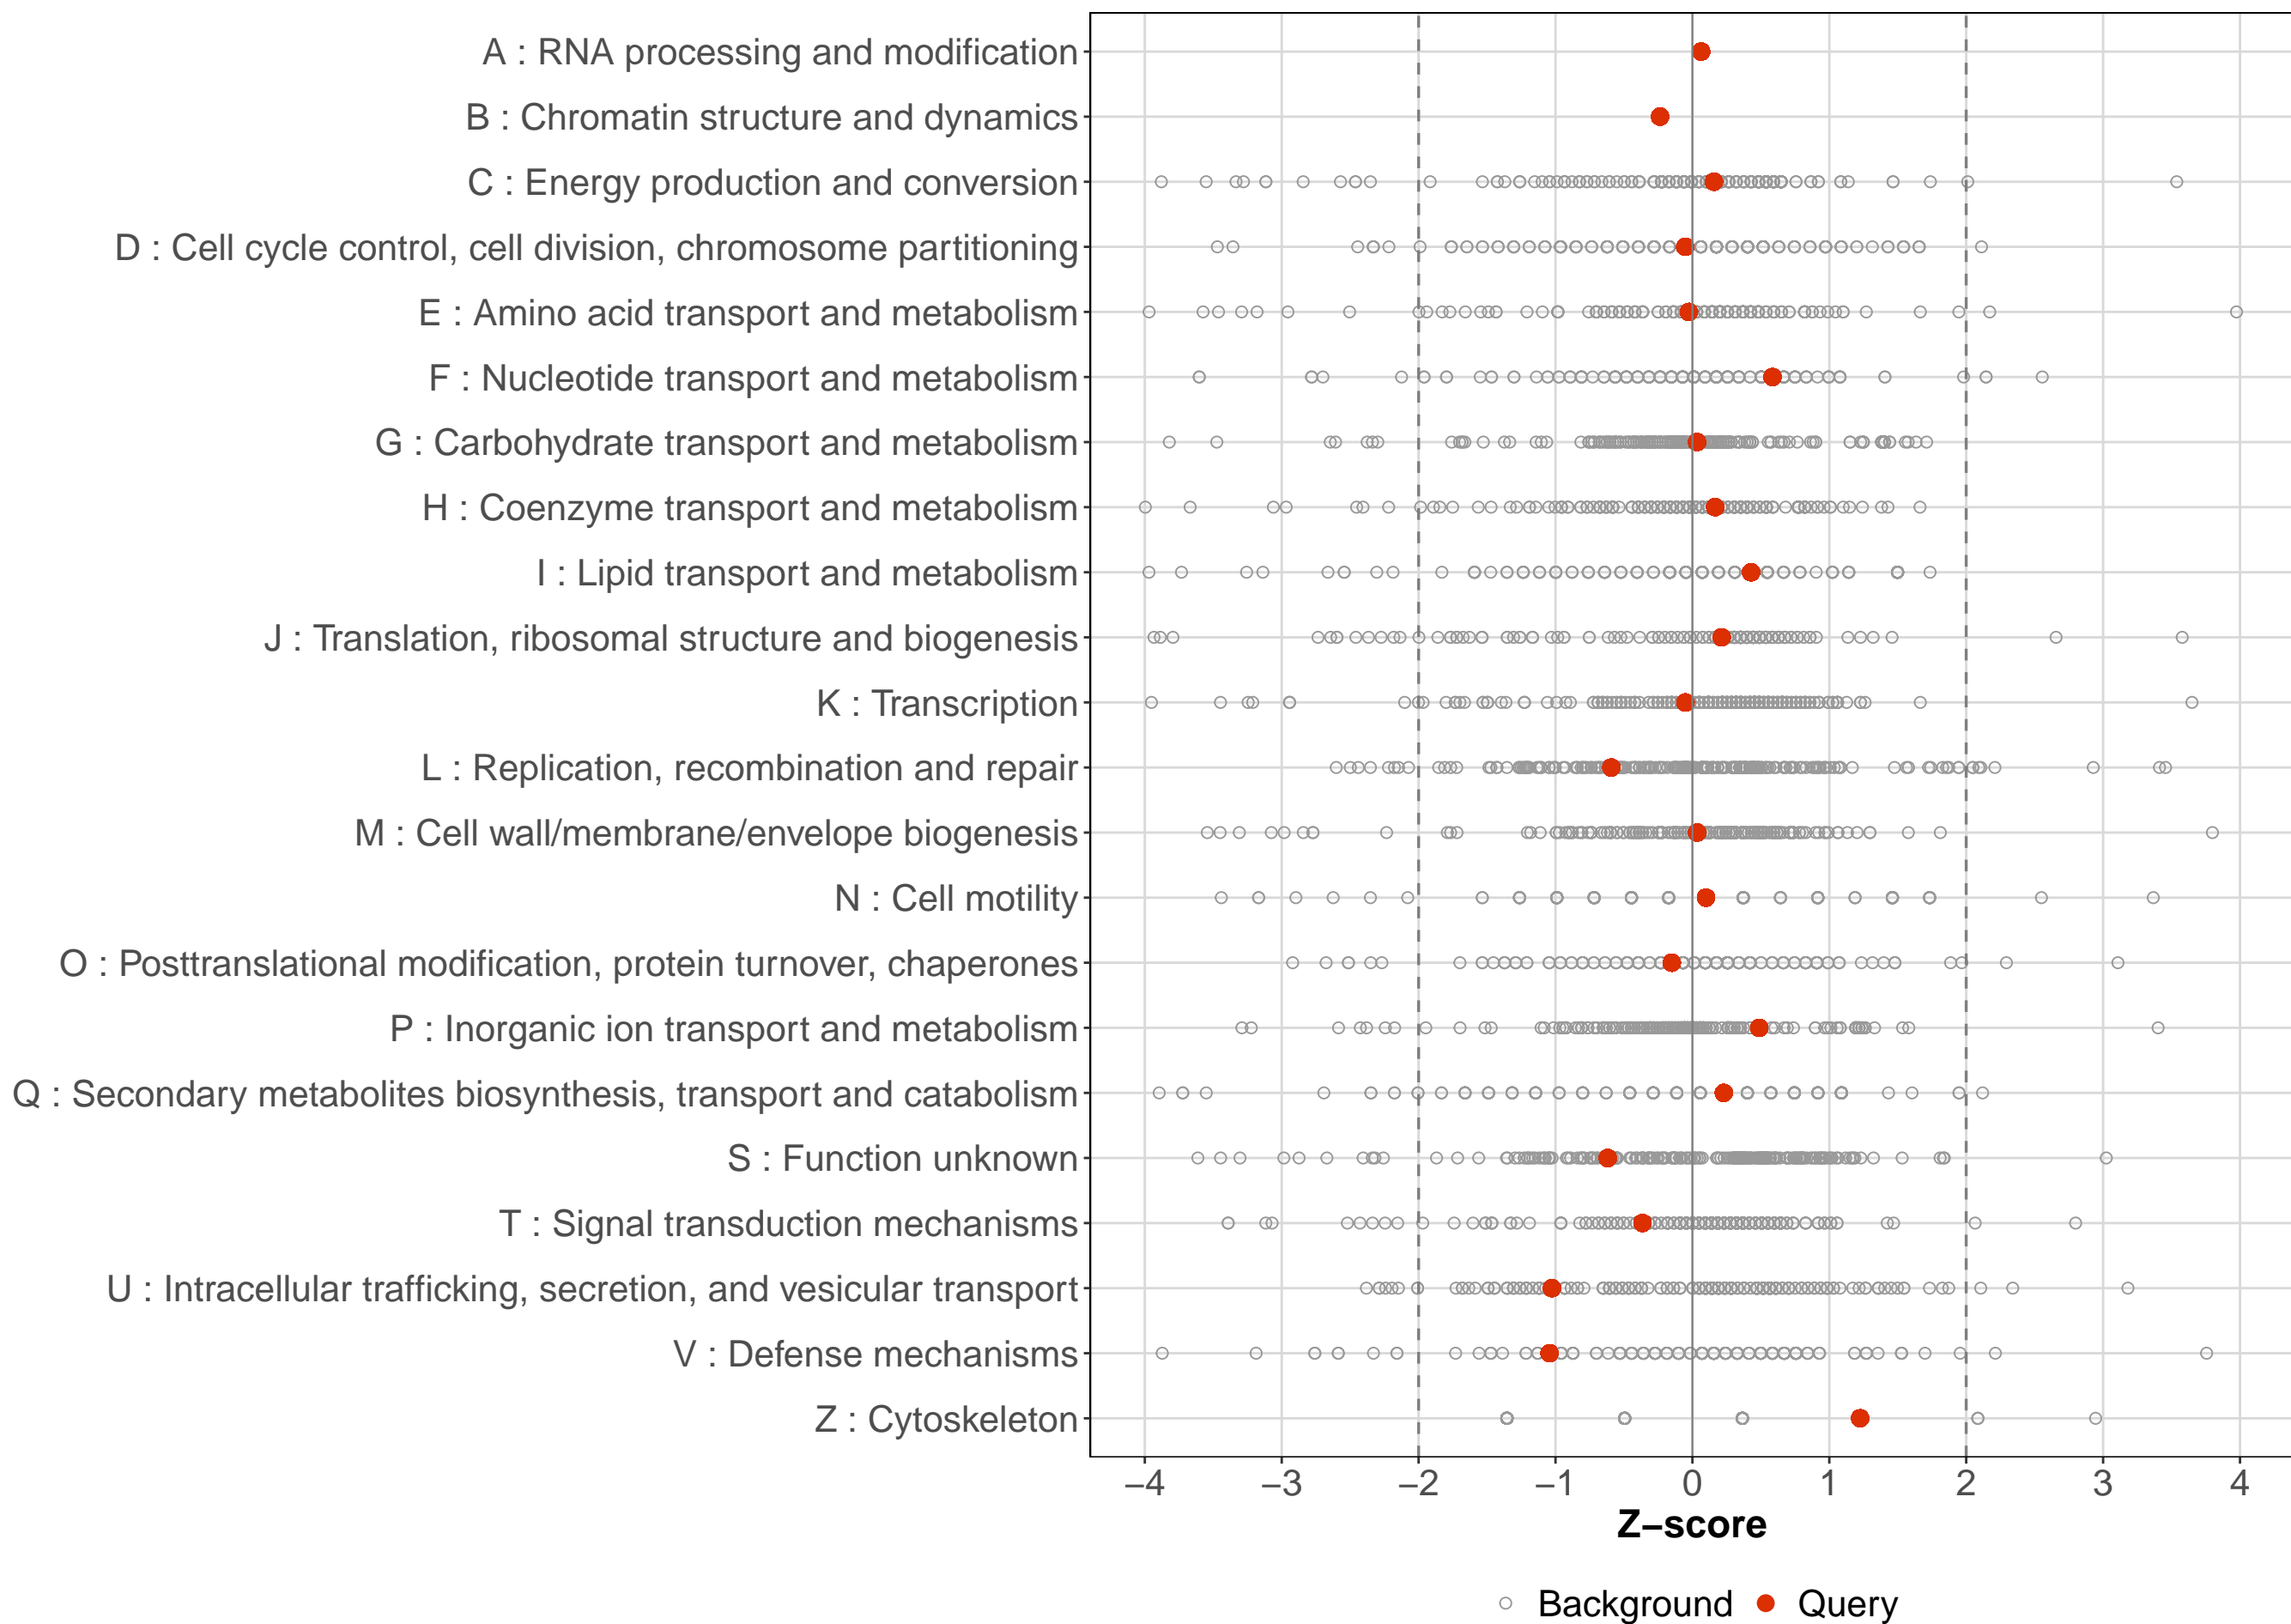 A : RNA processing and modification
B : Chromatin structure and dynamics
C : Energy production and conversion
D : Cell cycle control, cell division, chromosome partitioning
E : Amino acid transport and metabolism
F : Nucleotide transport and metabolism
G : Carbohydrate transport and metabolism
H : Coenzyme transport and metabolism
I : Lipid transport and metabolism
J : Translation, ribosomal structure and biogenesis
K : Transcription
L : Replication, recombination and repair
M : Cell wall/membrane/envelope biogenesis
N : Cell motility
O : Posttranslational modification, protein turnover, chaperones
P : Inorganic ion transport and metabolism
Q : Secondary metabolites biosynthesis, transport and catabolism
S : Function unknown
T : Signal transduction mechanisms
U : Intracellular trafficking, secretion, and vesicular transport
V : Defense mechanisms
Z : Cytoskeleton
−4 −3 −2 −1 0 1 2 3 4
Z−score
Background Query